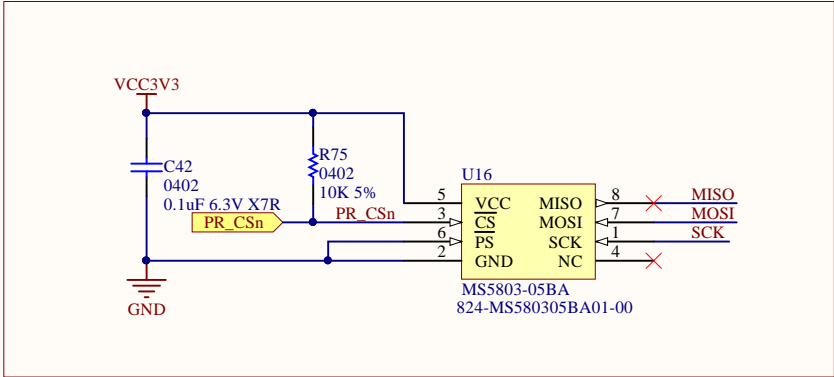 VCC3V3
C42
0402
0.1uF 6.3V X7R
R75
0402
10K 5%
PR_CSn
PR_CSn
U16
5 VCC MISO 8 MISO
3 CS MOSI 7 MOSI
6 PS SCK 1 SCK
2 GND NC 4
MS5803-05BA
824-MS580305BA01-00
GND